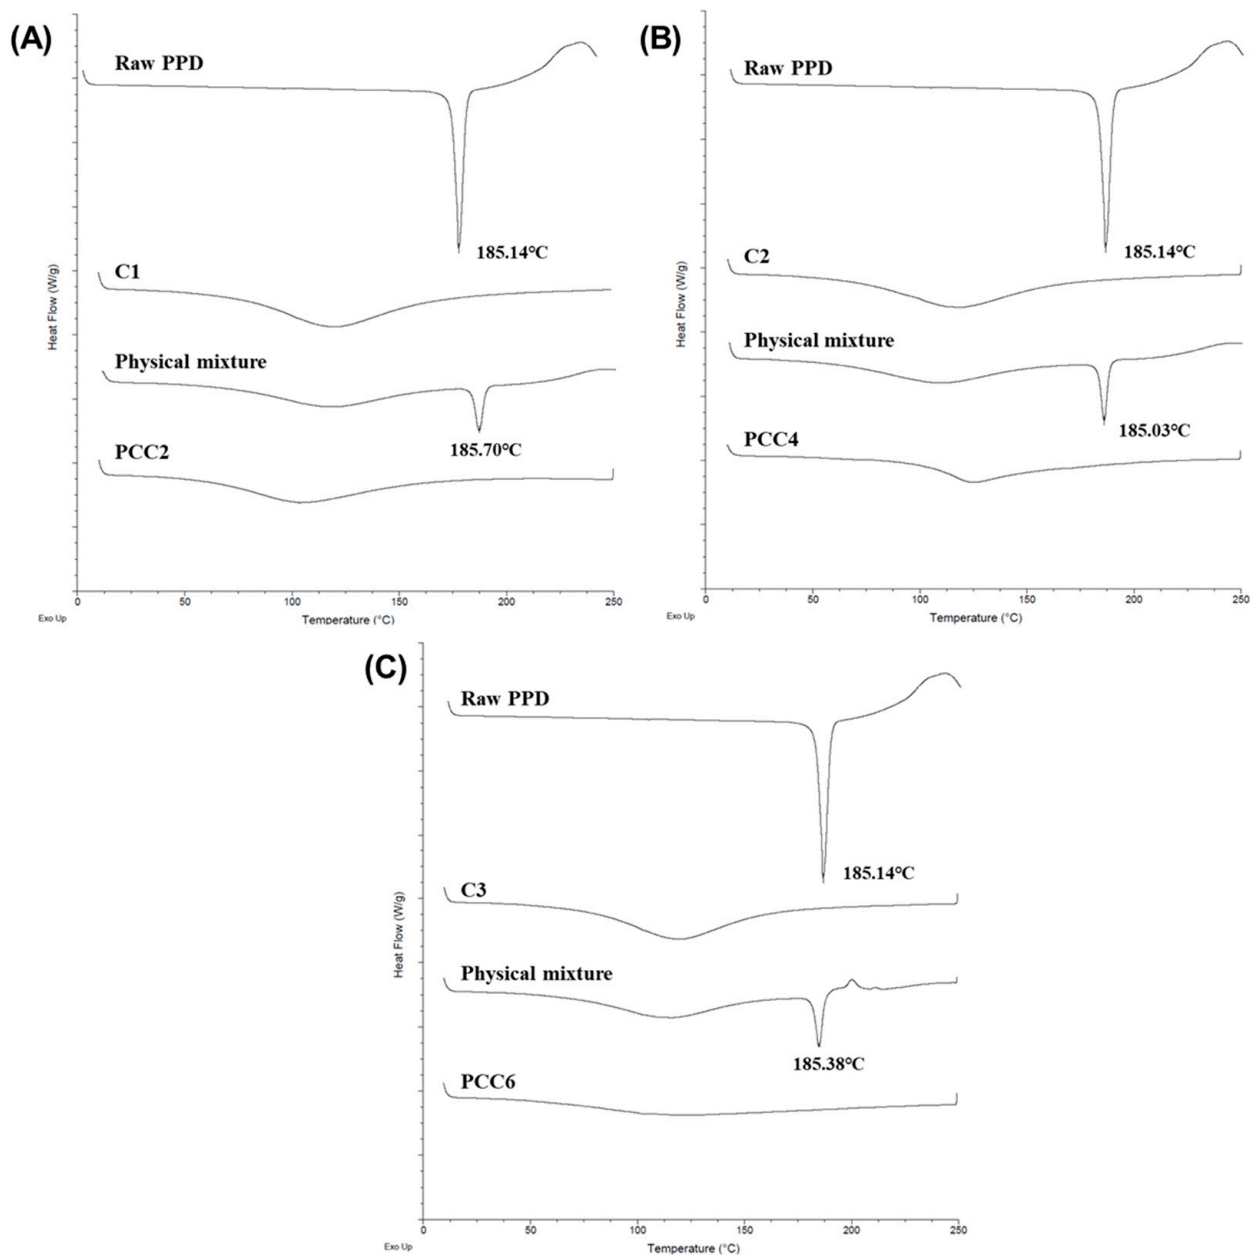 (A)
Raw PPD
185.14℃
C1
Physical mixture
185.70℃
PCC2
Heat Flow (W/g)
0 50 100 150 200 250
Exo Up
Temperature (°C)
(B)
Raw PPD
185.14℃
C2
Physical mixture
185.03℃
PCC4
Heat Flow (W/g)
0 50 100 150 200 250
Exo Up
Temperature (°C)
(C)
Raw PPD
185.14℃
C3
Physical mixture
185.38℃
PCC6
Heat Flow (W/g)
0 50 100 150 200 250
Exo Up
Temperature (°C)